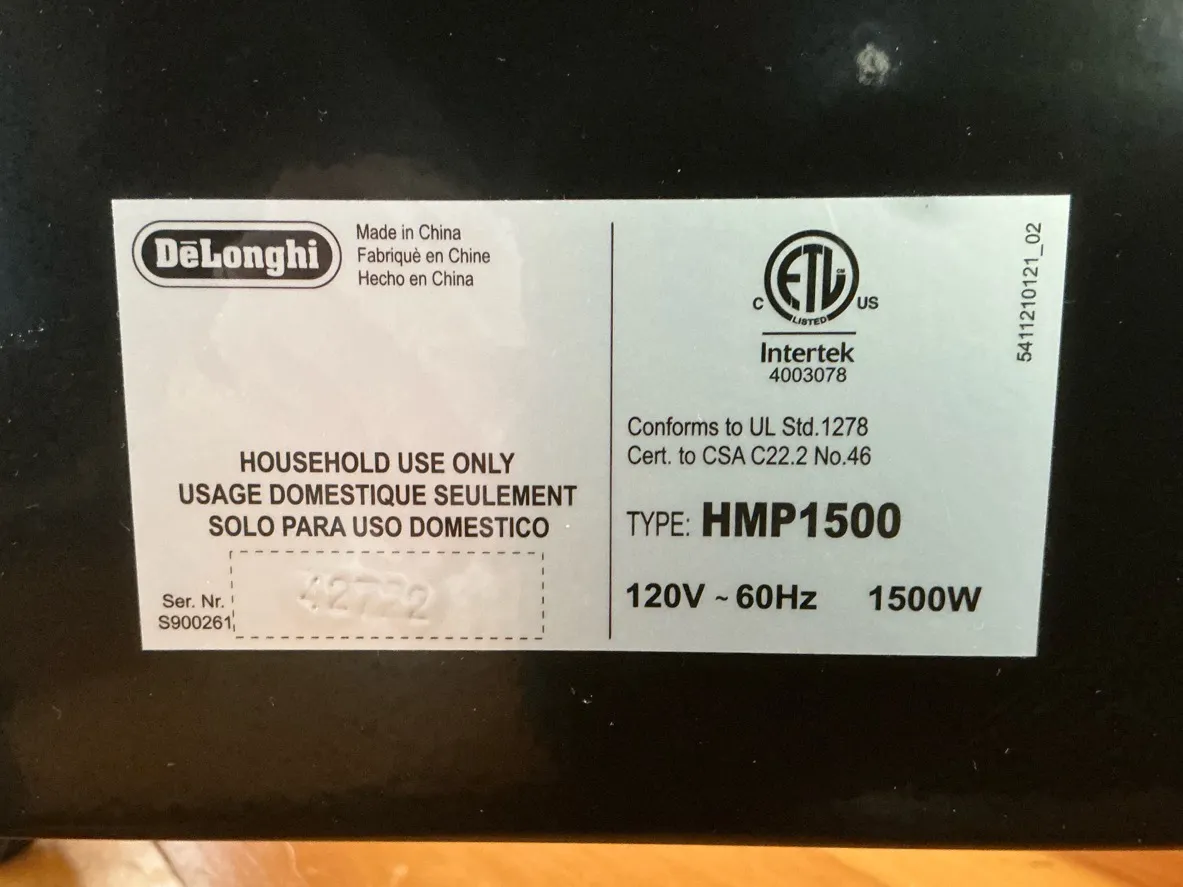 DēLonghi
Made in China
Fabriquè en Chine
Hecho en China
HOUSEHOLD USE ONLY
USAGE DOMESTIQUE SEULEMENT
SOLO PARA USO DOMESTICO
Ser. Nr.
S900261
42772
ETL CM
LISTED
C US
Intertek
4003078
Conforms to UL Std.1278
Cert. to CSA C22.2 No.46
TYPE: HMP1500
120V ~ 60Hz 1500W
5411210121_02